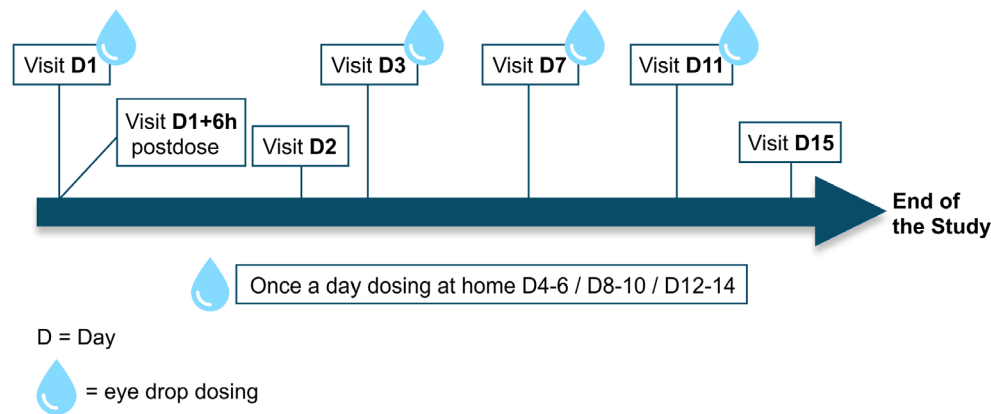 Visit D1
Visit D3
Visit D7
Visit D11
Visit D1+6h
postdose
Visit D2
Visit D15
End of
the Study
Once a day dosing at home D4-6 / D8-10 / D12-14
D = Day
= eye drop dosing